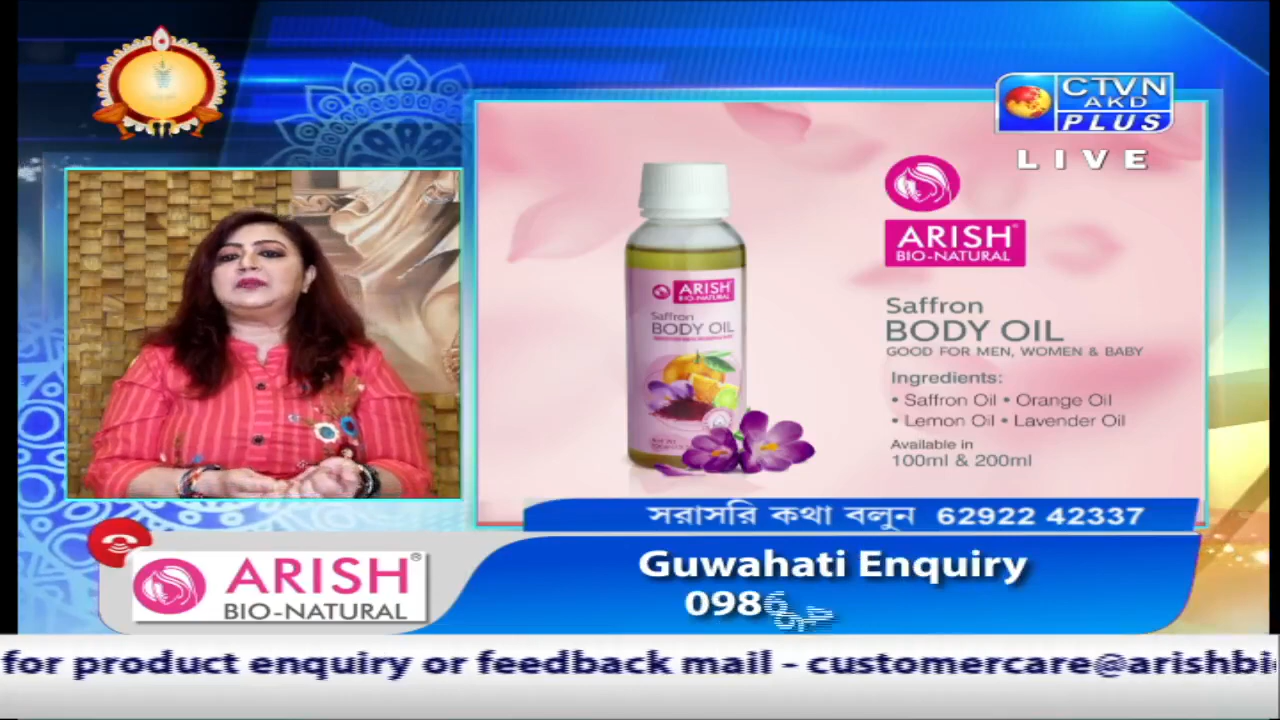 CTVN
AKD
PLUS
LIVE
ARISH
BIO-NATURAL
Saffron
BODY OIL
GOOD FOR MEN, WOMEN & BABY
Ingredients:
• Saffron Oil • Orange Oil
• Lemon Oil • Lavender Oil
Available in
100ml & 200ml
ARISH
BIO-NATURAL
Saffron
BODY OIL
সরাসরি কথা বলুন 62922 42337
Guwahati Enquiry
098
ARISH®
BIO-NATURAL
for product enquiry or feedback mail - customercare@arishbi